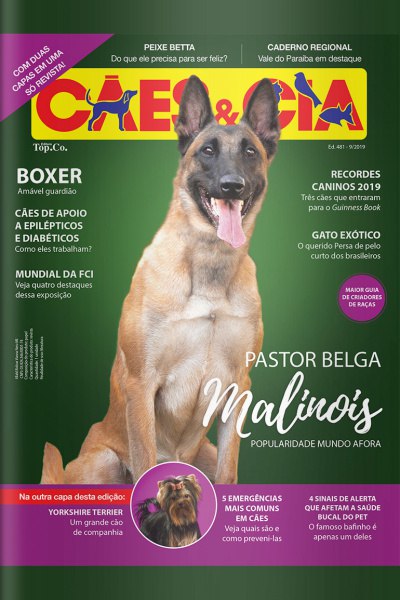 COM DUAS
CAPAS EM UMA
SÓ REVISTA!
PEIXE BETTA
Do que ele precisa para ser feliz?
CADERNO REGIONAL
Vale do Paraíba em destaque
CÃES & CIA
Top.Co.
Ed. 481 - 9/2019
BOXER
Amável guardião
CÃES DE APOIO
A EPILÉPTICOS
E DIABÉTICOS
Como eles trabalham?
MUNDIAL DA FCI
Veja quatro destaques
dessa exposição
RECORDES
CANINOS 2019
Três cães que entraram
para o Guinness Book
GATO EXÓTICO
O querido Persa de pelo
curto dos brasileiros
MAIOR GUIA
DE CRIADORES
DE RAÇAS
PASTOR BELGA
Malinois
POPULARIDADE MUNDO AFORA
Na outra capa desta edição:
YORKSHIRE TERRIER
Um grande cão
de companhia
5 EMERGÊNCIAS
MAIS COMUNS
EM CÃES
Veja quais são e
como preveni-las
4 SINAIS DE ALERTA
QUE AFETAM A SAÚDE
BUCAL DO PET
O famoso bafinho é
apenas um deles